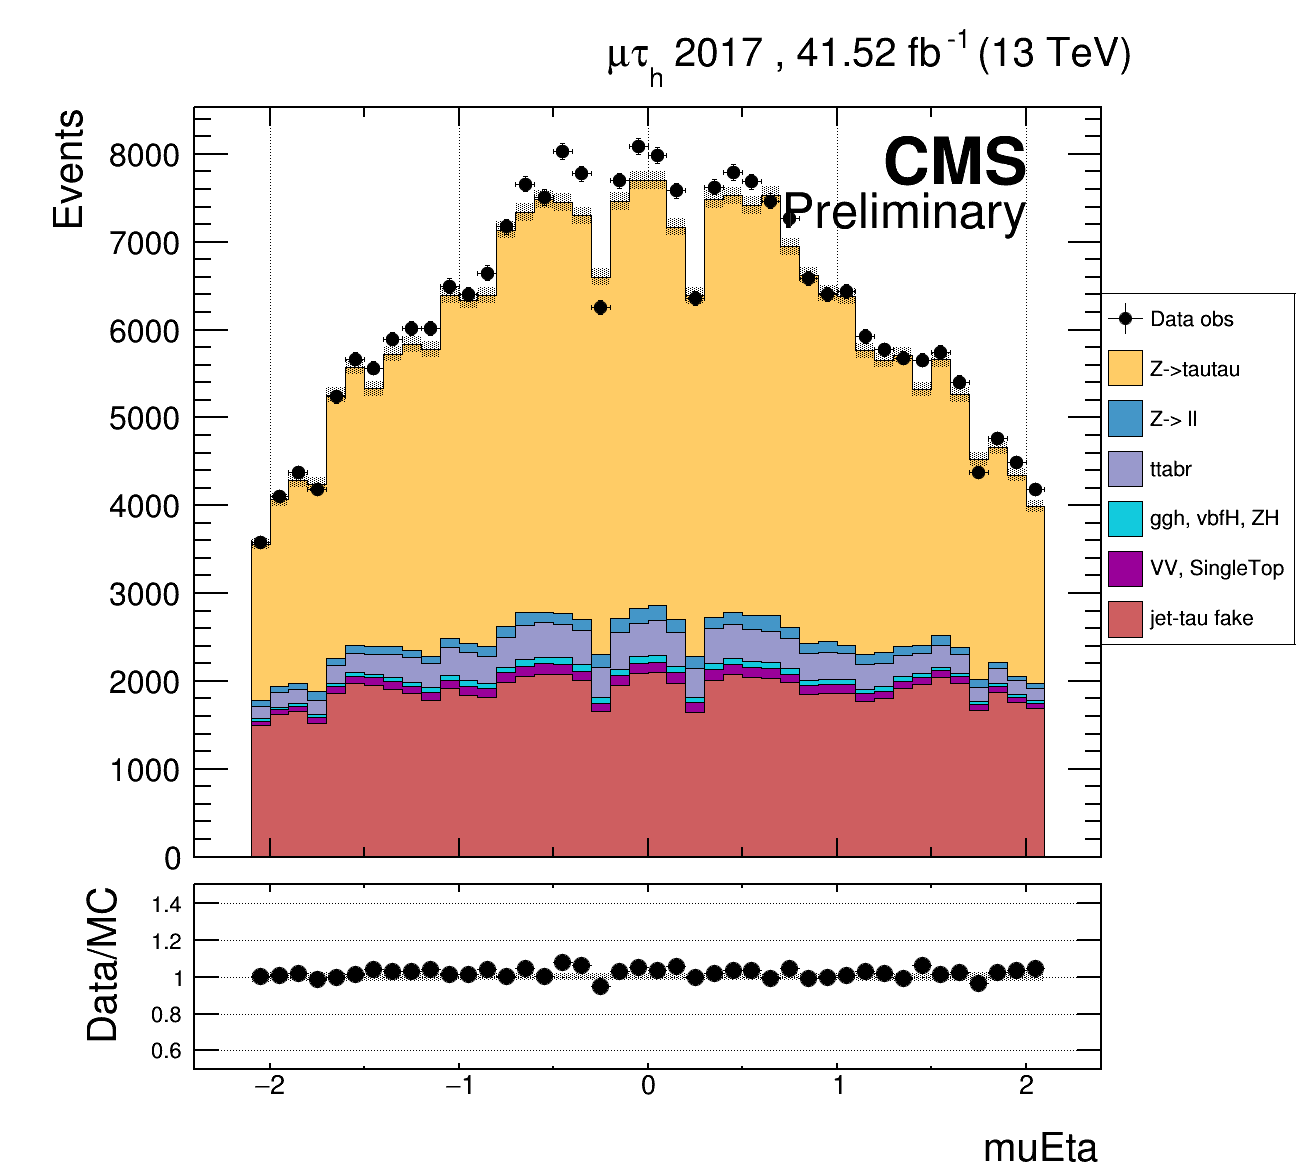 μτh 2017 , 41.52 fb-1 (13 TeV)
Events
8000
7000
6000
5000
4000
3000
2000
1000
0
CMS
Preliminary
Data obs
Z->tautau
Z-> ll
ttabr
ggh, vbfH, ZH
VV, SingleTop
jet-tau fake
Data/MC
1.4
1.2
1
0.8
0.6
−2 −1 0 1 2
muEta